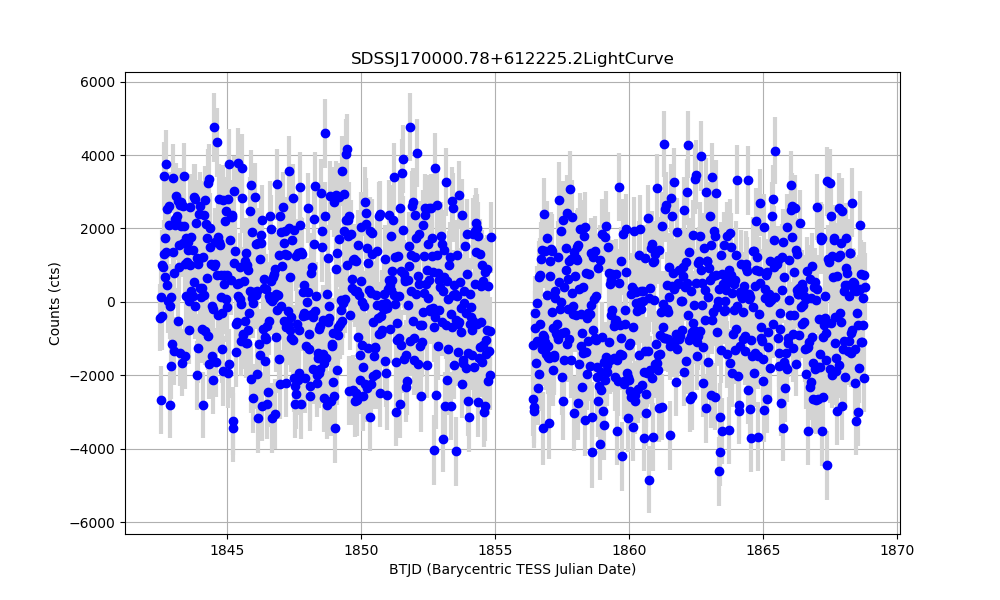 SDSSJ170000.78+612225.2LightCurve
6000
4000
2000
0
−2000
−4000
−6000
Counts (cts)
1845 1850 1855 1860 1865 1870
BTJD (Barycentric TESS Julian Date)